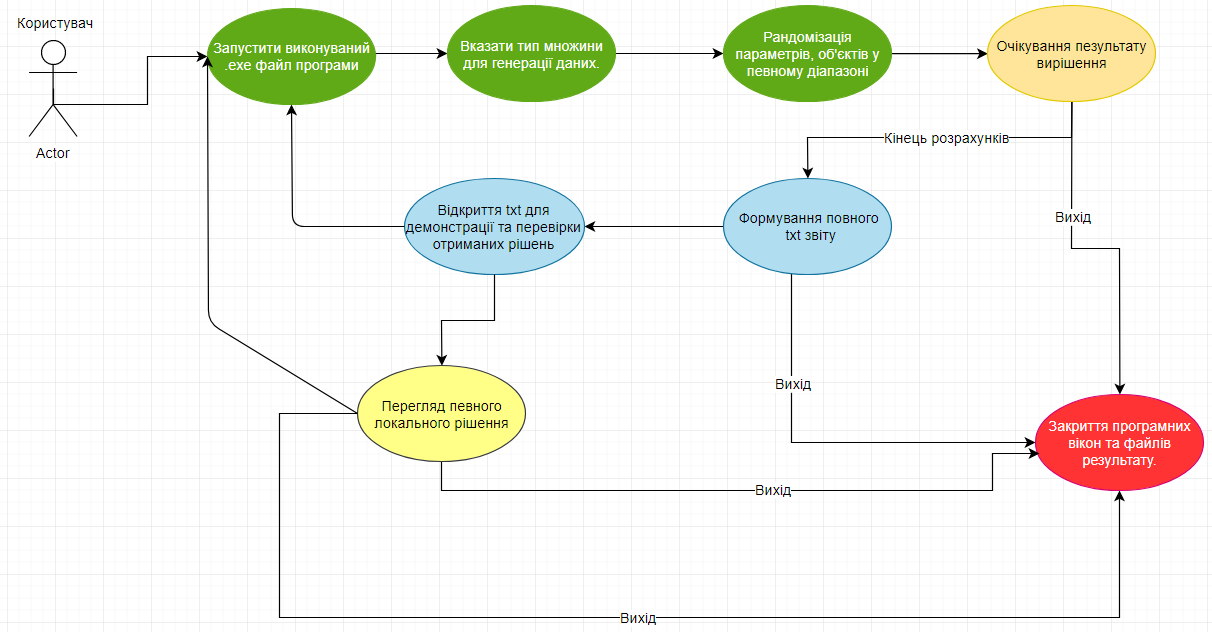 Користувач
Actor
Запустити виконуваний
.exe файл програми
Вказати тип множини
для генерації даних.
Рандомізація
параметрів, об'єктів у
певному діапазоні
Очікування пезультату
вирішення
Кінець розрахунків
Вихід
Відкриття txt для
демонстрації та перевірки
отриманих рішень
Формування повного
txt звіту
Вихід
Перегляд певного
локального рішення
Закриття програмних
вікон та файлів
результату.
Вихід
Вихід